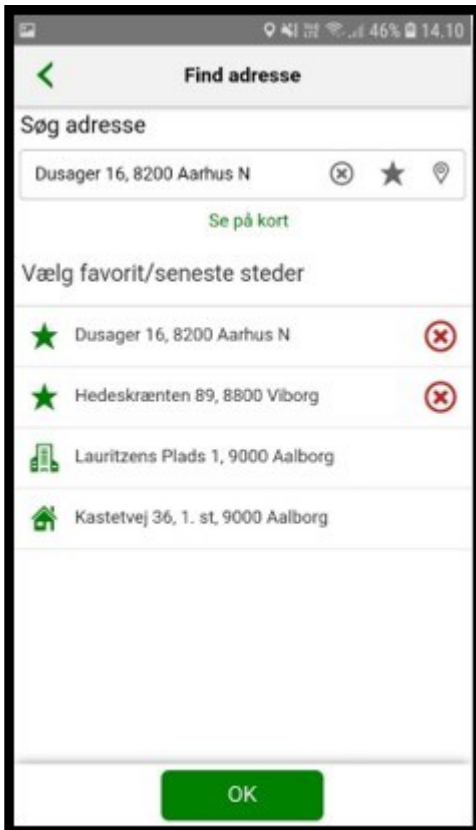 46% 14.10
Find adresse
Søg adresse
Dusager 16, 8200 Aarhus N
Se på kort
Vælg favorit/seneste steder
Dusager 16, 8200 Aarhus N
Hedeskrænten 89, 8800 Viborg
Lauritzens Plads 1, 9000 Aalborg
Kastetvej 36, 1. st, 9000 Aalborg
OK